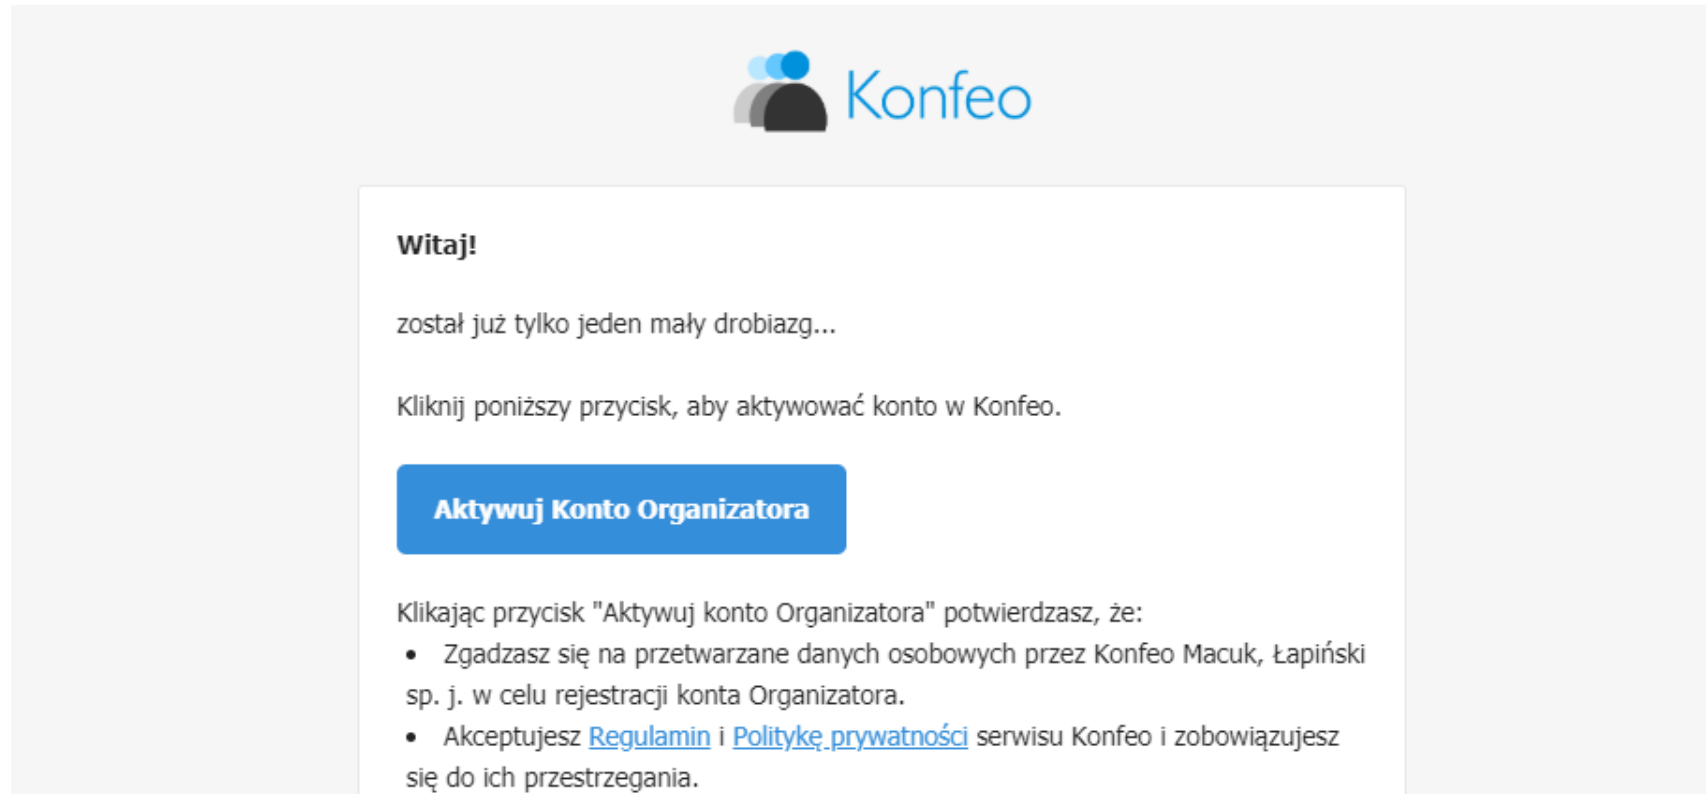 Konfeo
Witaj!
został już tylko jeden mały drobiazg...
Kliknij poniższy przycisk, aby aktywować konto w Konfeo.
Aktywuj Konto Organizatora
Klikając przycisk "Aktywuj konto Organizatora" potwierdzasz, że:
• Zgadzasz się na przetwarzane danych osobowych przez Konfeo Macuk, Łapiński
sp. j. w celu rejestracji konta Organizatora.
• Akceptujesz Regulamin i Politykę prywatności serwisu Konfeo i zobowiązujesz
się do ich przestrzegania.